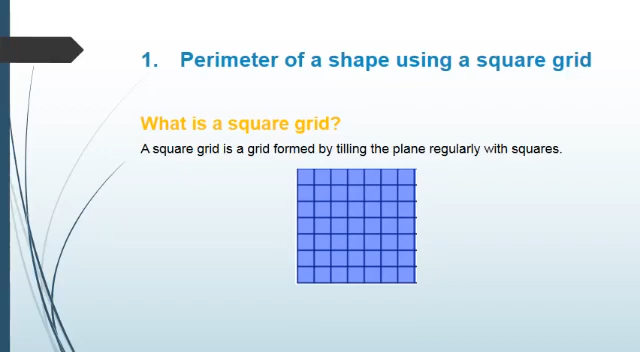 1. Perimeter of a shape using a square grid
What is a square grid?
A square grid is a grid formed by tilling the plane regularly with squares.